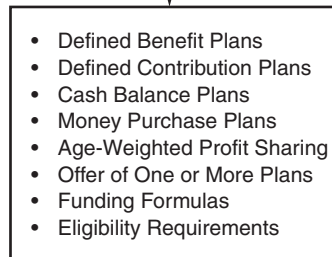 • Defined Benefit Plans
• Defined Contribution Plans
• Cash Balance Plans
• Money Purchase Plans
• Age-Weighted Profit Sharing
• Offer of One or More Plans
• Funding Formulas
• Eligibility Requirements